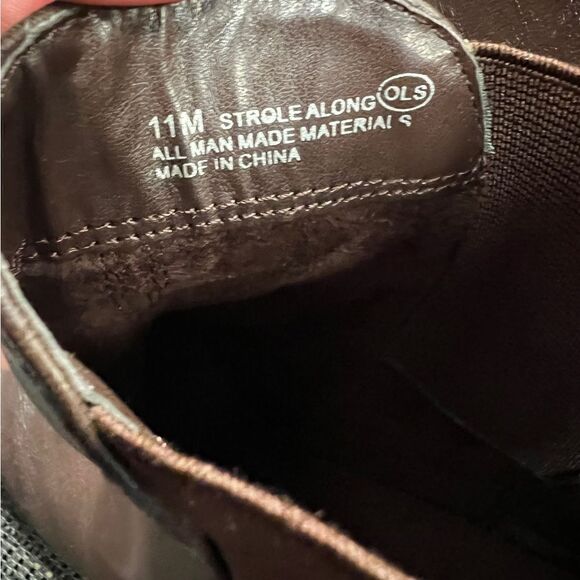 11M STROLE ALONG OLS
ALL MAN MADE MATERIALS
MADE IN CHINA